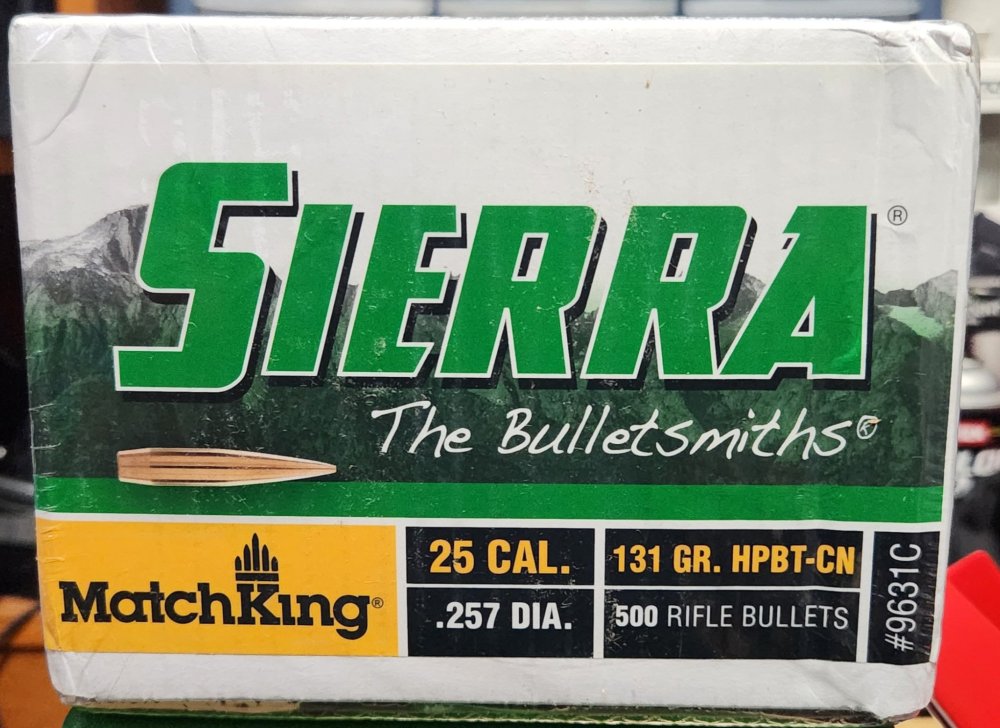 SIERRA®
The Bulletsmiths®
MatchKing®
25 CAL.
.257 DIA.
131 GR. HPBT-CN
500 RIFLE BULLETS
#9631C